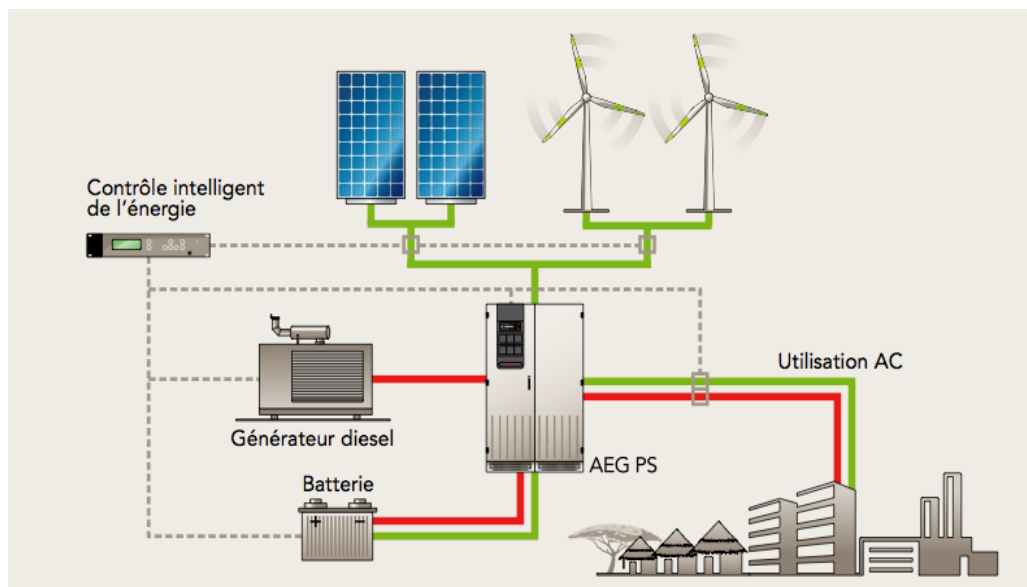 Contrôle intelligent
de l'énergie
Utilisation AC
Générateur diesel
AEG PS
Batterie
+ −